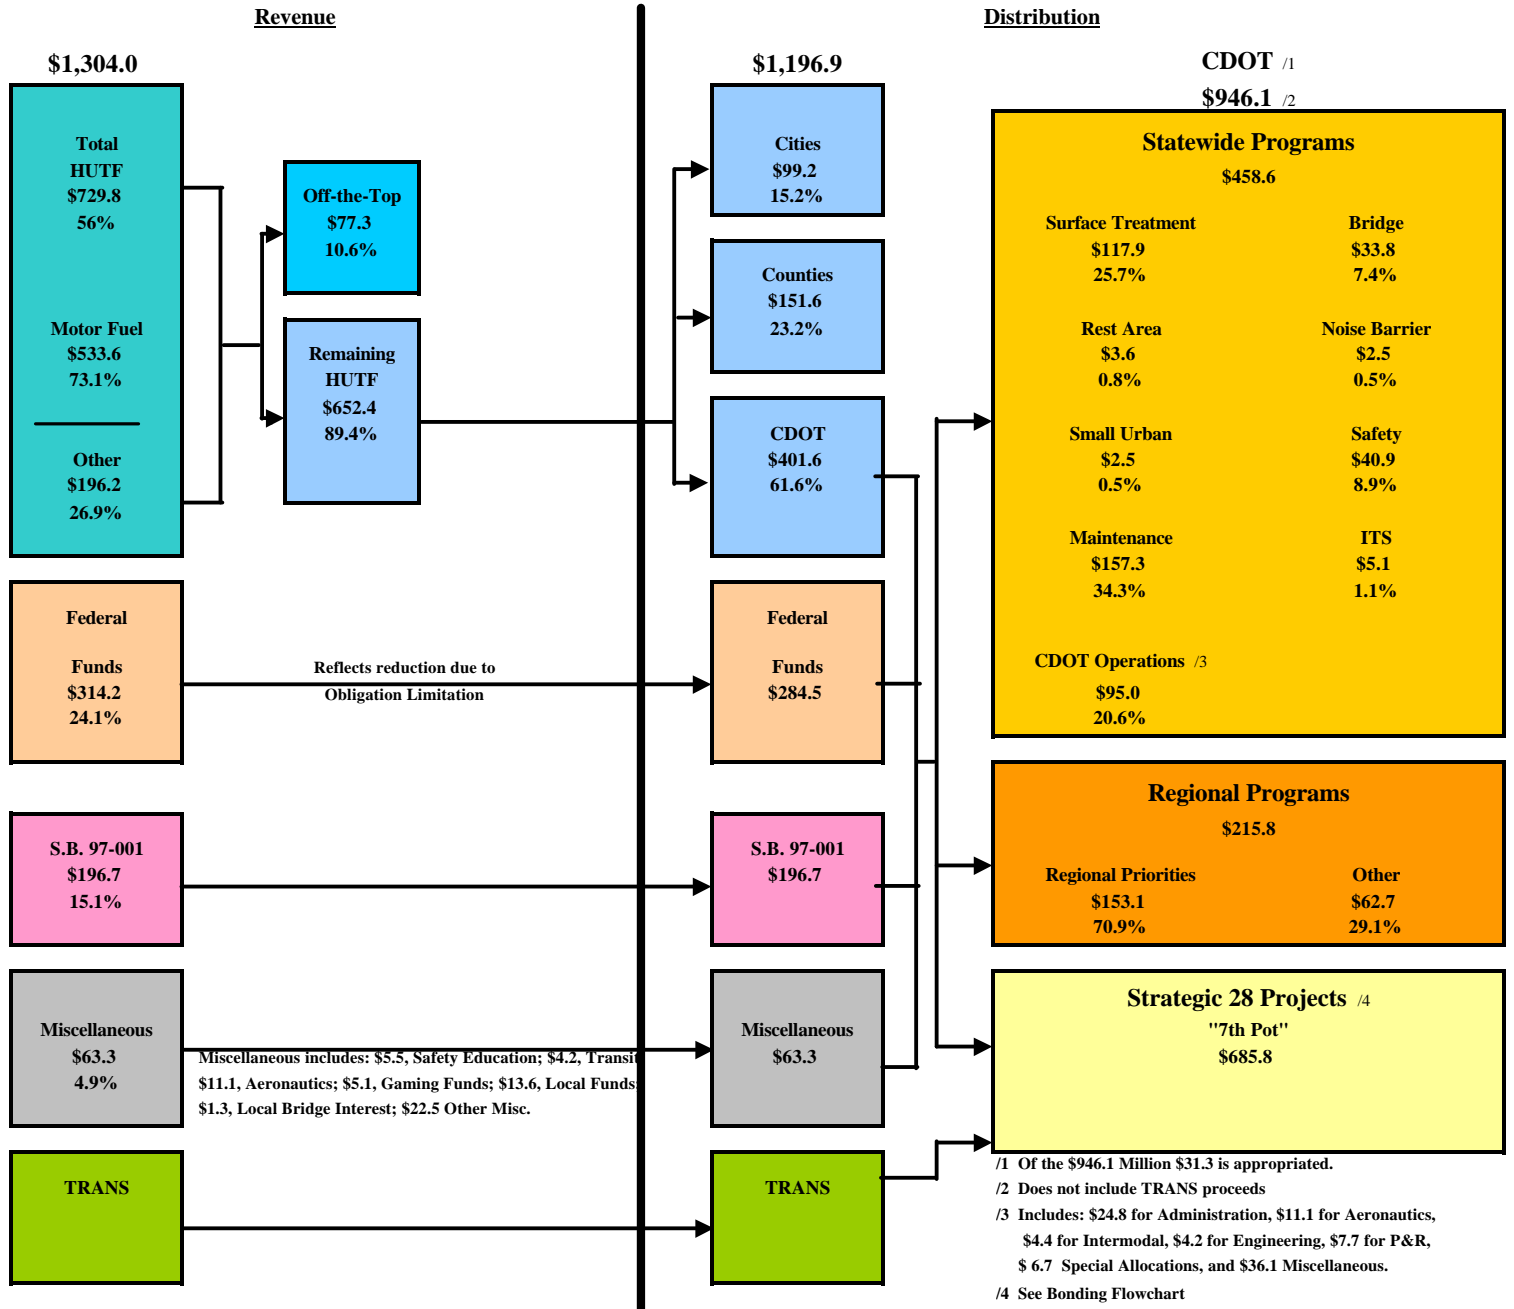 Revenue
Distribution
$1,304.0
$1,196.9
CDOT /1
$946.1 /2
Total
HUTF
$729.8
56%
Motor Fuel
$533.6
73.1%
Other
$196.2
26.9%
Off-the-Top
$77.3
10.6%
Remaining
HUTF
$652.4
89.4%
Cities
$99.2
15.2%
Counties
$151.6
23.2%
CDOT
$401.6
61.6%
Statewide Programs
$458.6
Surface Treatment
$117.9
25.7%
Bridge
$33.8
7.4%
Rest Area
$3.6
0.8%
Noise Barrier
$2.5
0.5%
Small Urban
$2.5
0.5%
Safety
$40.9
8.9%
Maintenance
$157.3
34.3%
ITS
$5.1
1.1%
CDOT Operations /3
$95.0
20.6%
Federal
Funds
$314.2
24.1%
Reflects reduction due to
Obligation Limitation
Federal
Funds
$284.5
Regional Programs
$215.8
Regional Priorities
$153.1
70.9%
Other
$62.7
29.1%
S.B. 97-001
$196.7
15.1%
S.B. 97-001
$196.7
Miscellaneous
$63.3
4.9%
Miscellaneous includes: $5.5, Safety Education; $4.2, Transit
$11.1, Aeronautics; $5.1, Gaming Funds; $13.6, Local Funds;
$1.3, Local Bridge Interest; $22.5 Other Misc.
Miscellaneous
$63.3
Strategic 28 Projects /4
"7th Pot"
$685.8
TRANS
TRANS
/1 Of the $946.1 Million $31.3 is appropriated.
/2 Does not include TRANS proceeds
/3 Includes: $24.8 for Administration, $11.1 for Aeronautics,
$4.4 for Intermodal, $4.2 for Engineering, $7.7 for P&R,
$ 6.7 Special Allocations, and $36.1 Miscellaneous.
/4 See Bonding Flowchart